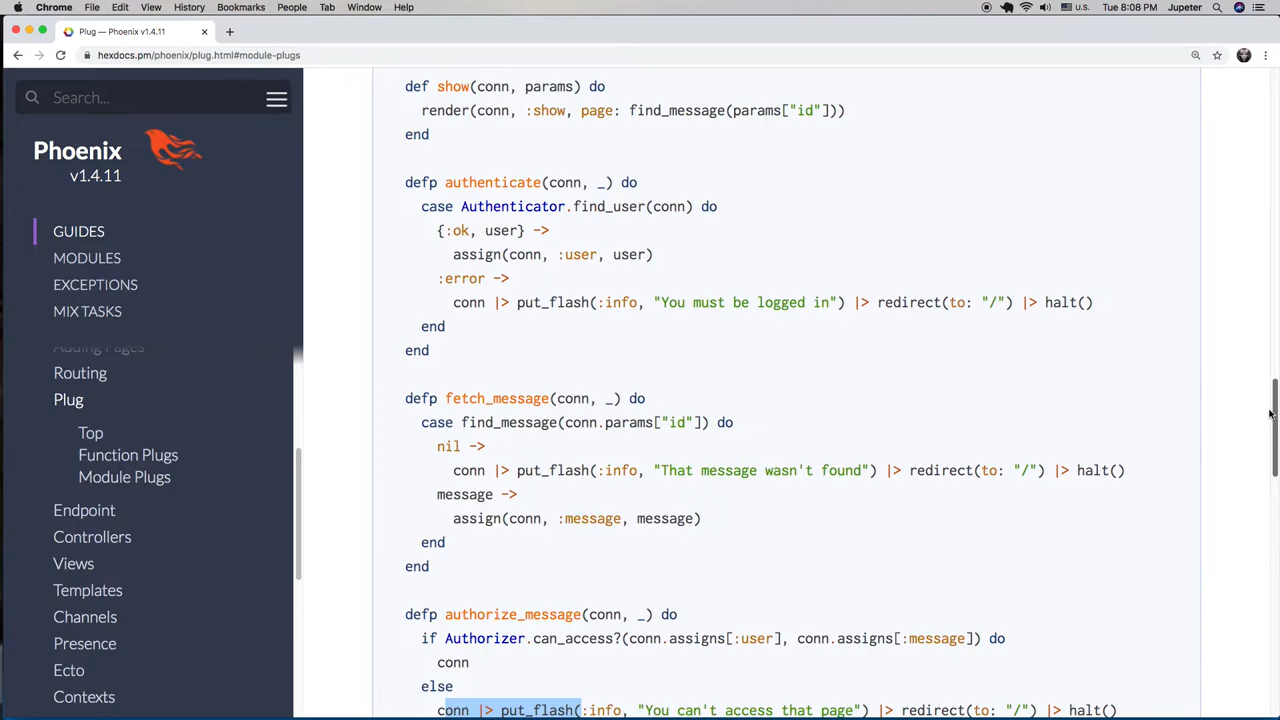 Chrome File Edit View History Bookmarks People Tab Window Help U.S. Tue 8:08 PM Jupeter
Plug — Phoenix v1.4.11
hexdocs.pm/phoenix/plug.html#module-plugs
Search...
Phoenix
v1.4.11
GUIDES
MODULES
EXCEPTIONS
MIX TASKS
Adding Pages
Routing
Plug
Top
Function Plugs
Module Plugs
Endpoint
Controllers
Views
Templates
Channels
Presence
Ecto
Contexts
def show(conn, params) do
render(conn, :show, page: find_message(params["id"]))
end
defp authenticate(conn, _) do
case Authenticator.find_user(conn) do
{:ok, user} ->
assign(conn, :user, user)
:error ->
conn |> put_flash(:info, "You must be logged in") |> redirect(to: "/") |> halt()
end
end
defp fetch_message(conn, _) do
case find_message(conn.params["id"]) do
nil ->
conn |> put_flash(:info, "That message wasn't found") |> redirect(to: "/") |> halt()
message ->
assign(conn, :message, message)
end
end
defp authorize_message(conn, _) do
if Authorizer.can_access?(conn.assigns[:user], conn.assigns[:message]) do
conn
else
conn |> put_flash(:info, "You can't access that page") |> redirect(to: "/") |> halt()